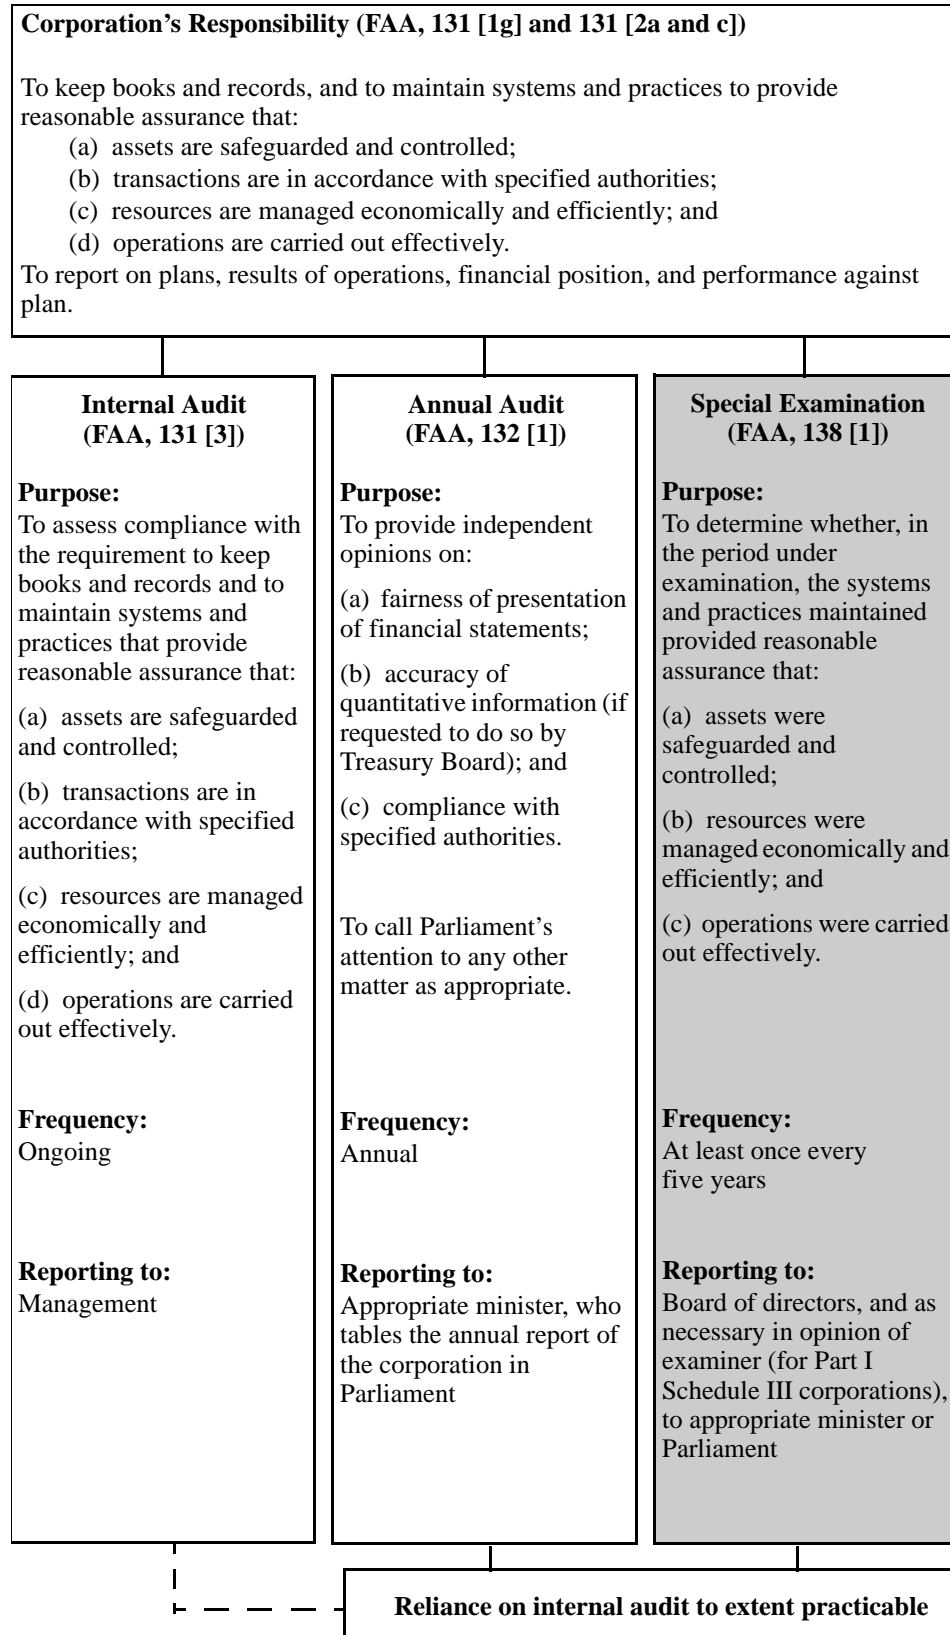 Corporation's Responsibility (FAA, 131 [1g] and 131 [2a and c])
To keep books and records, and to maintain systems and practices to provide
reasonable assurance that:
(a) assets are safeguarded and controlled;
(b) transactions are in accordance with specified authorities;
(c) resources are managed economically and efficiently; and
(d) operations are carried out effectively.
To report on plans, results of operations, financial position, and performance against
plan.
Internal Audit
(FAA, 131 [3])
Purpose:
To assess compliance with
the requirement to keep
books and records and to
maintain systems and
practices that provide
reasonable assurance that:
(a) assets are safeguarded
and controlled;
(b) transactions are in
accordance with specified
authorities;
(c) resources are managed
economically and
efficiently; and
(d) operations are carried
out effectively.
Frequency:
Ongoing
Reporting to:
Management
Annual Audit
(FAA, 132 [1])
Purpose:
To provide independent
opinions on:
(a) fairness of presentation
of financial statements;
(b) accuracy of
quantitative information (if
requested to do so by
Treasury Board); and
(c) compliance with
specified authorities.
To call Parliament's
attention to any other
matter as appropriate.
Frequency:
Annual
Reporting to:
Appropriate minister, who
tables the annual report of
the corporation in
Parliament
Special Examination
(FAA, 138 [1])
Purpose:
To determine whether, in
the period under
examination, the systems
and practices maintained
provided reasonable
assurance that:
(a) assets were
safeguarded and
controlled;
(b) resources were
managed economically and
efficiently; and
(c) operations were carried
out effectively.
Frequency:
At least once every
five years
Reporting to:
Board of directors, and as
necessary in opinion of
examiner (for Part I
Schedule III corporations),
to appropriate minister or
Parliament
Reliance on internal audit to extent practicable